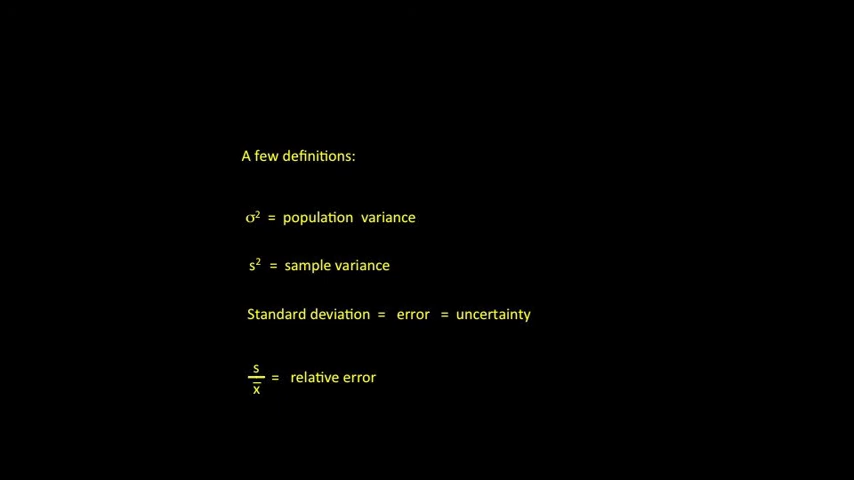 A few definitions:
σ² = population variance
s² = sample variance
Standard deviation = error = uncertainty
s
x̄ = relative error